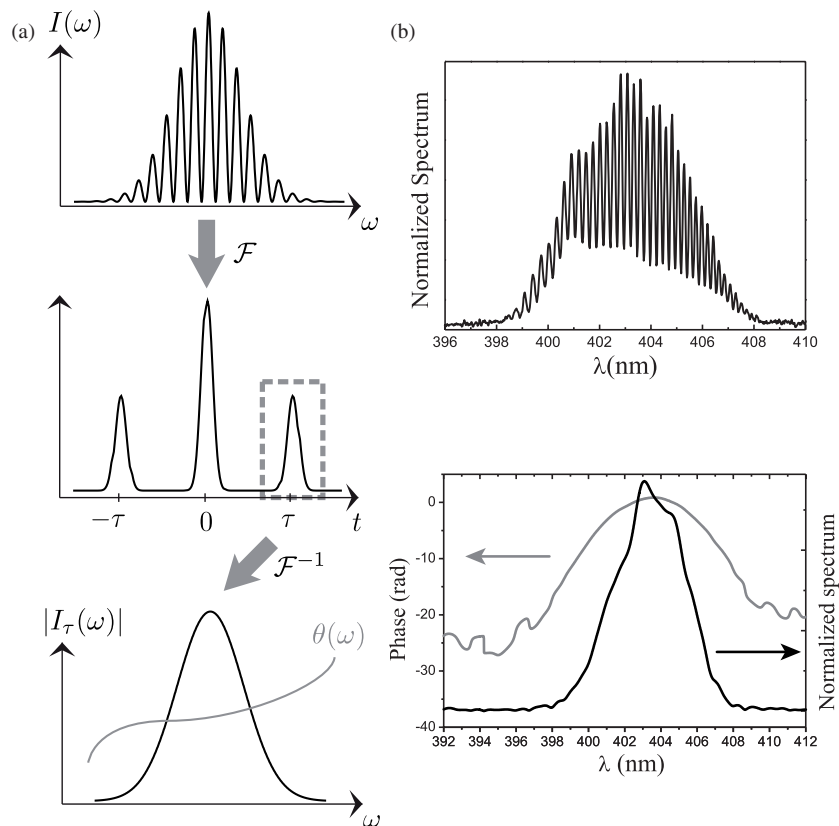 (a)
I(ω)
ω
ℱ
−τ 0 τ t
ℱ⁻¹
|I_τ(ω)|
θ(ω)
ω
(b)
Normalized Spectrum
396 398 400 402 404 406 408 410
λ(nm)
Phase (rad)
0
-10
-20
-30
-40
392 394 396 398 400 402 404 406 408 410 412
λ (nm)
Normalized spectrum